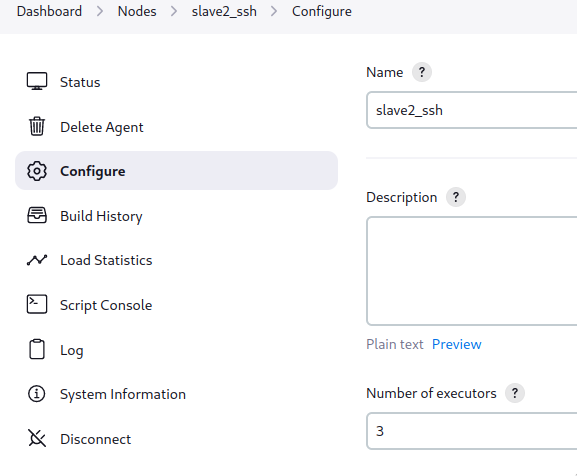 Dashboard > Nodes > slave2_ssh > Configure
Status
Delete Agent
Configure
Build History
Load Statistics
Script Console
Log
System Information
Disconnect
Name ?
slave2_ssh
Description ?
Plain text Preview
Number of executors ?
3